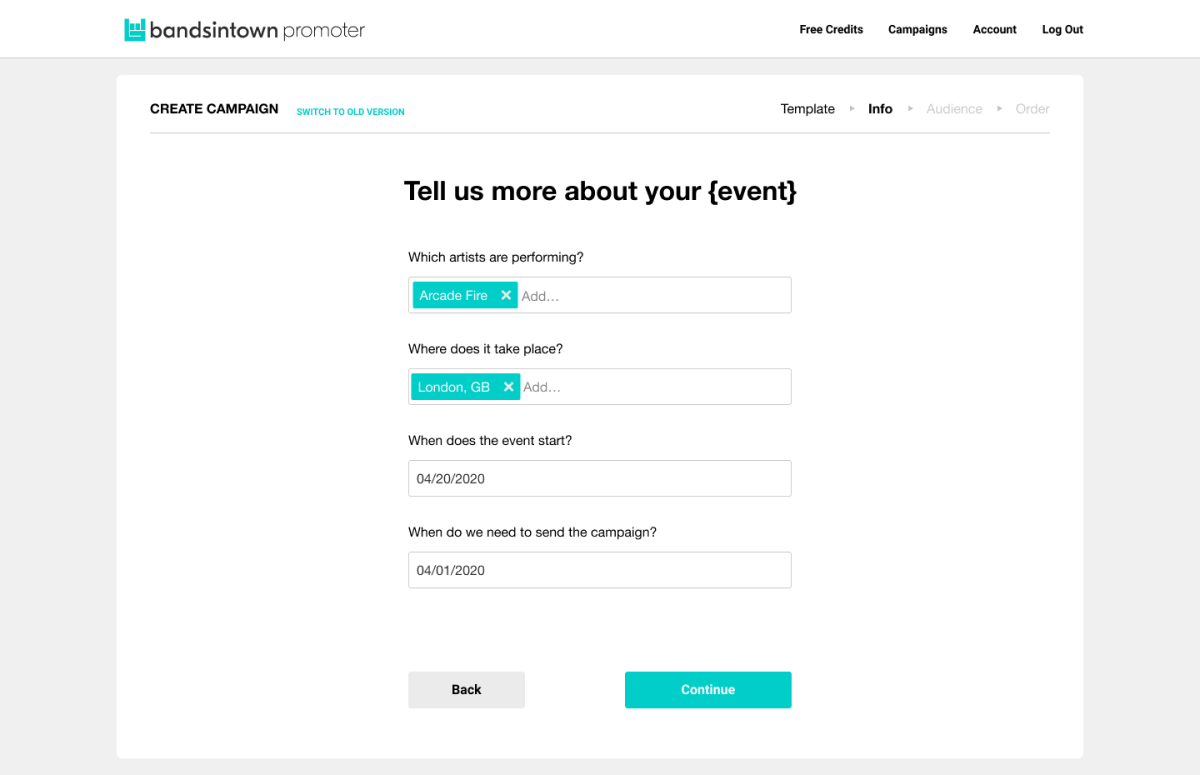 bandsintown promoter
Free Credits Campaigns Account Log Out
CREATE CAMPAIGN SWITCH TO OLD VERSION Template Info Audience Order
Tell us more about your {event}
Which artists are performing?
Arcade Fire Add...
Where does it take place?
London, GB Add...
When does the event start?
04/20/2020
When do we need to send the campaign?
04/01/2020
Back Continue